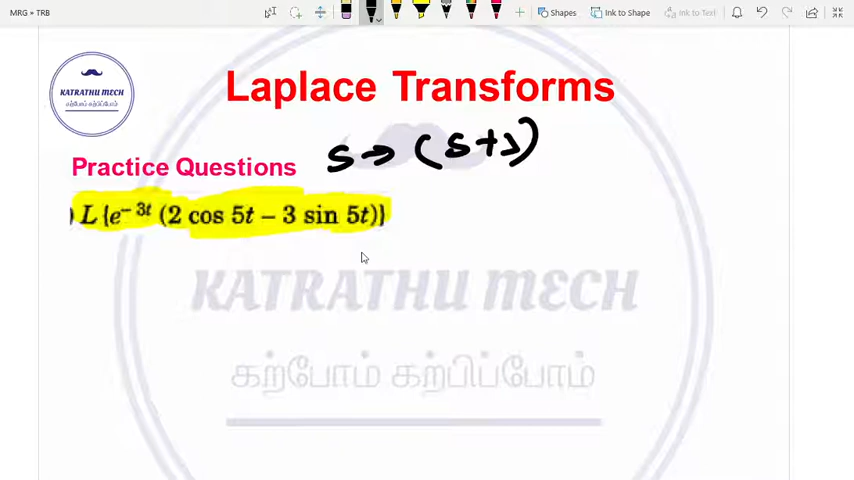 MRG » TRB
Shapes
Ink to Shape
Ink to Text
KATRATHU MECH
கற்போம் கற்பிப்போம்
Laplace Transforms
Practice Questions
s → (s+3)
) L {e^{– 3t} (2 cos 5t – 3 sin 5t)}
KATRATHU MECH
கற்போம் கற்பிப்போம்